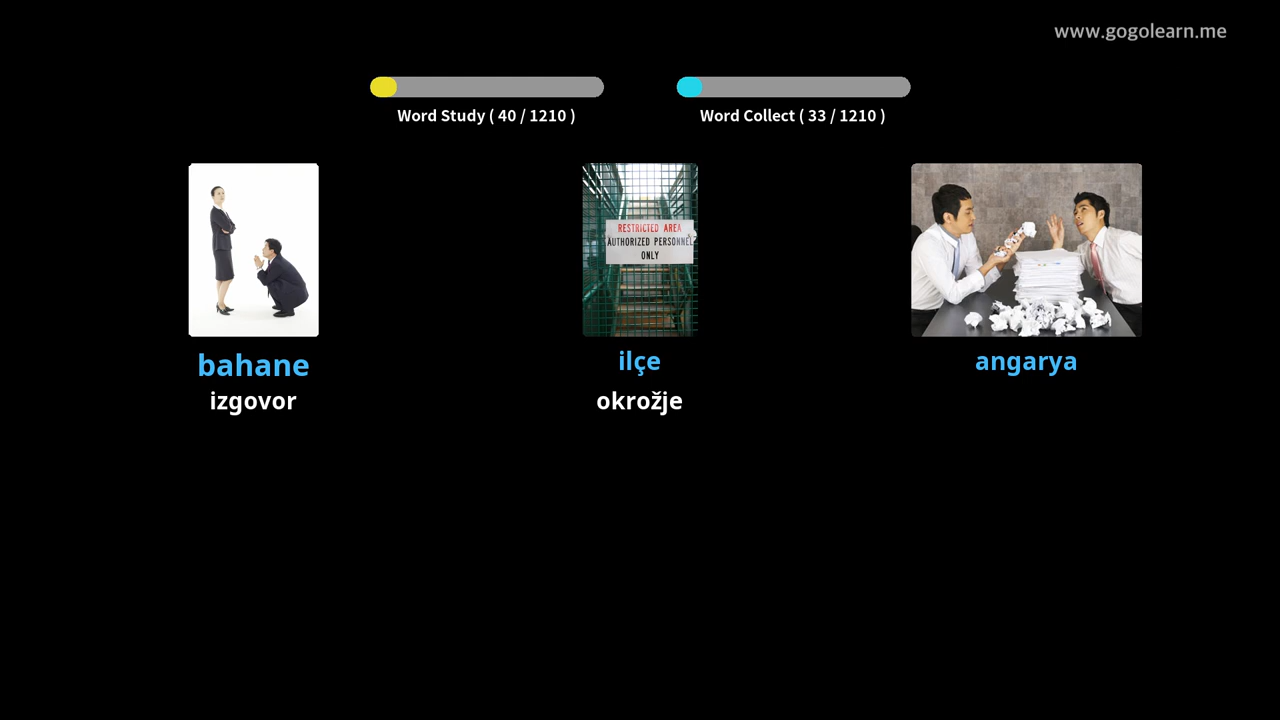 www.gogolearn.me
Word Study ( 40 / 1210 )
Word Collect ( 33 / 1210 )
RESTRICTED AREA
AUTHORIZED PERSONNEL
ONLY
bahane
izgovor
ilçe
okrožje
angarya